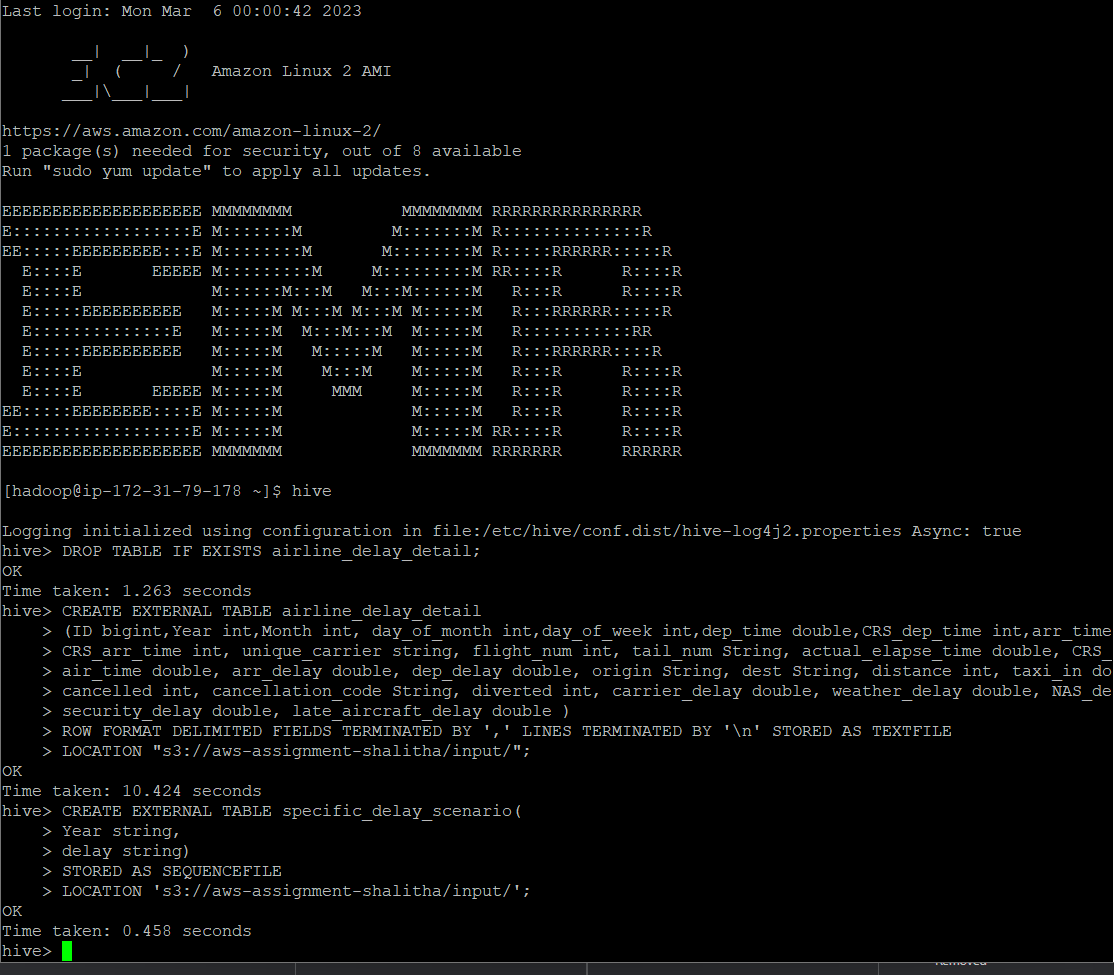 Last login: Mon Mar  6 00:00:42 2023
       __|  __|_  )
       _|  (     /   Amazon Linux 2 AMI
      ___|\___|___|
https://aws.amazon.com/amazon-linux-2/
1 package(s) needed for security, out of 8 available
Run "sudo yum update" to apply all updates.
EEEEEEEEEEEEEEEEEEEE MMMMMMMM           MMMMMMMM RRRRRRRRRRRRRRR
E::::::::::::::::::E M:::::::M         M:::::::M R::::::::::::::R
EE:::::EEEEEEEEE:::E M::::::::M       M::::::::M R:::::RRRRRR:::::R
  E::::E       EEEEE M:::::::::M     M:::::::::M RR::::R      R::::R
  E::::E             M::::::M:::M   M:::M::::::M   R:::R      R::::R
  E:::::EEEEEEEEEE   M:::::M M:::M M:::M M:::::M   R:::RRRRRR:::::R
  E::::::::::::::E   M:::::M  M:::M:::M  M:::::M   R:::::::::::RR
  E:::::EEEEEEEEEE   M:::::M   M:::::M   M:::::M   R:::RRRRRR::::R
  E::::E             M:::::M    M:::M    M:::::M   R:::R      R::::R
  E::::E       EEEEE M:::::M     MMM     M:::::M   R:::R      R::::R
EE:::::EEEEEEEE::::E M:::::M             M:::::M   R:::R      R::::R
E::::::::::::::::::E M:::::M             M:::::M RR::::R      R::::R
EEEEEEEEEEEEEEEEEEEE MMMMMMM             MMMMMMM RRRRRRR      RRRRRR
[hadoop@ip-172-31-79-178 ~]$ hive
Logging initialized using configuration in file:/etc/hive/conf.dist/hive-log4j2.properties Async: true
hive> DROP TABLE IF EXISTS airline_delay_detail;
OK
Time taken: 1.263 seconds
hive> CREATE EXTERNAL TABLE airline_delay_detail
    > (ID bigint,Year int,Month int, day_of_month int,day_of_week int,dep_time double,CRS_dep_time int,arr_time
    > CRS_arr_time int, unique_carrier string, flight_num int, tail_num String, actual_elapse_time double, CRS_
    > air_time double, arr_delay double, dep_delay double, origin String, dest String, distance int, taxi_in do
    > cancelled int, cancellation_code String, diverted int, carrier_delay double, weather_delay double, NAS_de
    > security_delay double, late_aircraft_delay double )
    > ROW FORMAT DELIMITED FIELDS TERMINATED BY ',' LINES TERMINATED BY '\n' STORED AS TEXTFILE
    > LOCATION "s3://aws-assignment-shalitha/input/";
OK
Time taken: 10.424 seconds
hive> CREATE EXTERNAL TABLE specific_delay_scenario(
    > Year string,
    > delay string)
    > STORED AS SEQUENCEFILE
    > LOCATION 's3://aws-assignment-shalitha/input/';
OK
Time taken: 0.458 seconds
hive>